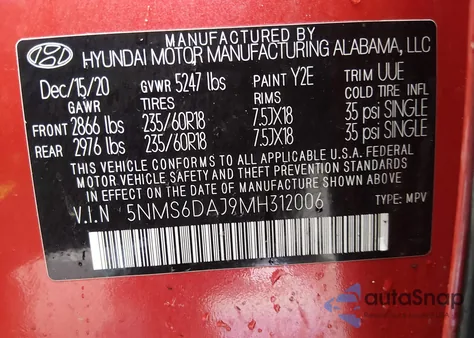 MANUFACTURED BY
HYUNDAI MOTOR MANUFACTURING ALABAMA, LLC
Dec/15/20 GVWR 5247 lbs PAINT Y2E TRIM UUE
GAWR TIRES RIMS COLD TIRE INFL
FRONT 2866 lbs 235/60R18 7.5JX18 35 psi SINGLE
REAR 2976 lbs 235/60R18 7.5JX18 35 psi SINGLE
THIS VEHICLE CONFORMS TO ALL APPLICABLE U.S.A. FEDERAL
MOTOR VEHICLE SAFETY AND THEFT PREVENTION STANDARDS
IN EFFECT ON THE DATE OF MANUFACTURE SHOWN ABOVE.
V.I.N 5NMS6DAJ9MH312006 TYPE: MPV
autaSnap